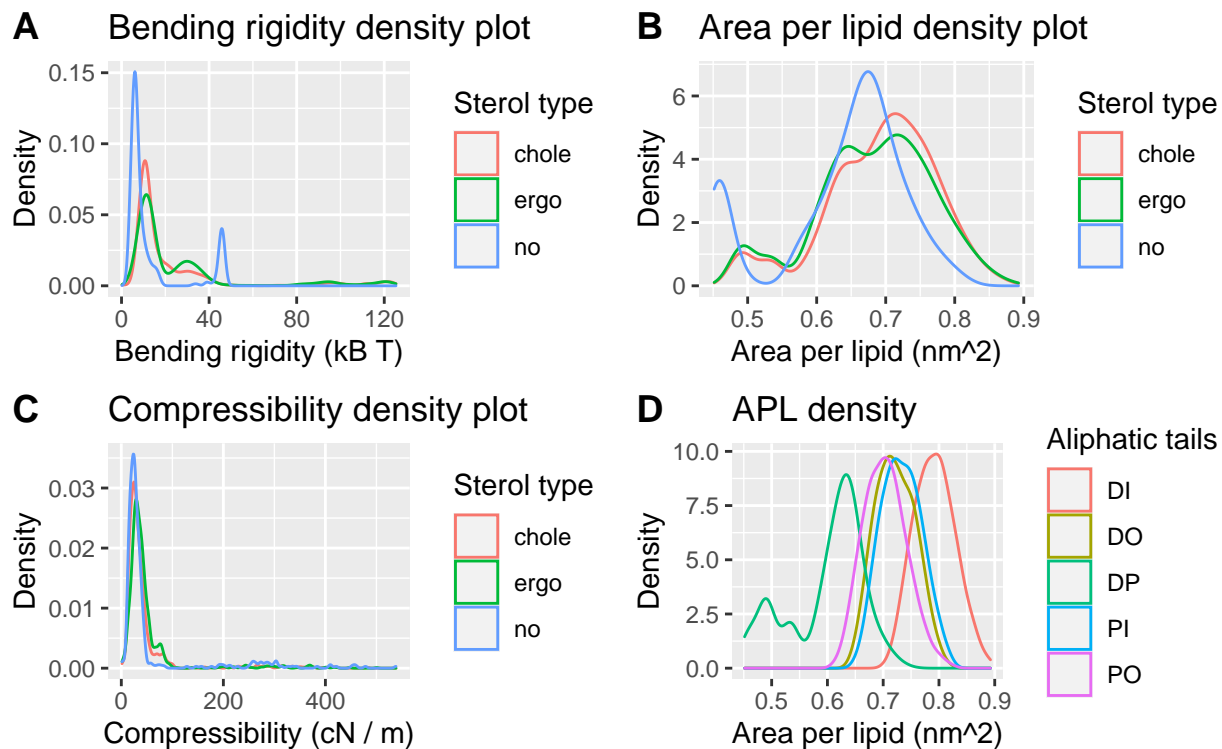 A Bending rigidity density plot
0.15
0.10
0.05
0.00
Density
0 40 80 120
Bending rigidity (kB T)
Sterol type
chole
ergo
no
B Area per lipid density plot
6
4
2
0
Density
0.5 0.6 0.7 0.8 0.9
Area per lipid (nm^2)
Sterol type
chole
ergo
no
C Compressibility density plot
0.03
0.02
0.01
0.00
Density
0 200 400
Compressibility (cN / m)
Sterol type
chole
ergo
no
D APL density
10.0
7.5
5.0
2.5
0.0
Density
0.5 0.6 0.7 0.8 0.9
Area per lipid (nm^2)
Aliphatic tails
DI
DO
DP
PI
PO